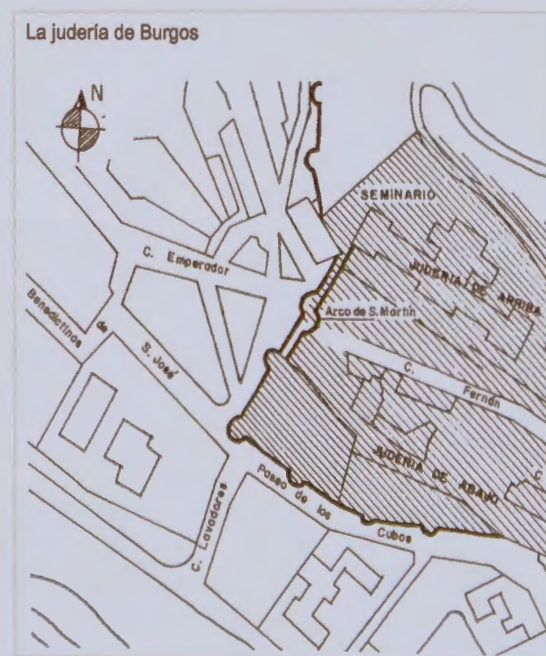 La judería de Burgos
N
SEMINARIO
C. Emperador
JUDERIA DE ARRIBA
Arco de S. Martín
Benedictinos de S. José
C. Fernán
JUDERIA DE ABAJO
C.
Paseo de los Cubos
C. Lavadores